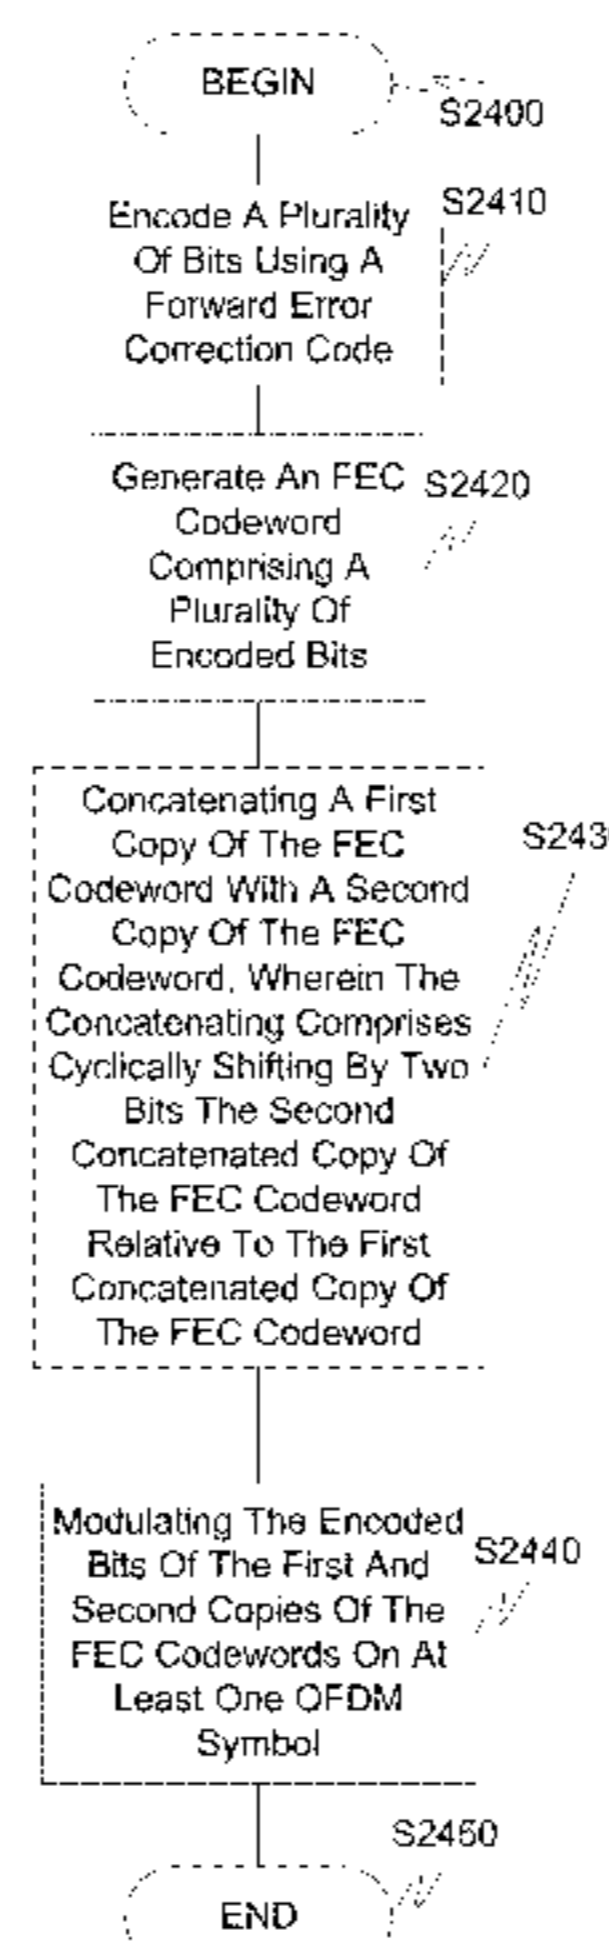 BEGIN
S2400
Encode A Plurality
Of Bits Using A
Forward Error
Correction Code
S2410
Generate An FEC
Codeword
Comprising A
Plurality Of
Encoded Bits
S2420
Concatenating A First
Copy Of The FEC
Codeword With A Second
Copy Of The FEC
Codeword, Wherein The
Concatenating Comprises
Cyclically Shifting By Two
Bits The Second
Concatenated Copy Of
The FEC Codeword
Relative To The First
Concatenated Copy Of
The FEC Codeword
Modulating The Encoded
Bits Of The First And
Second Copies Of The
FEC Codewords On At
Least One OFDM
Symbol
S2440
END